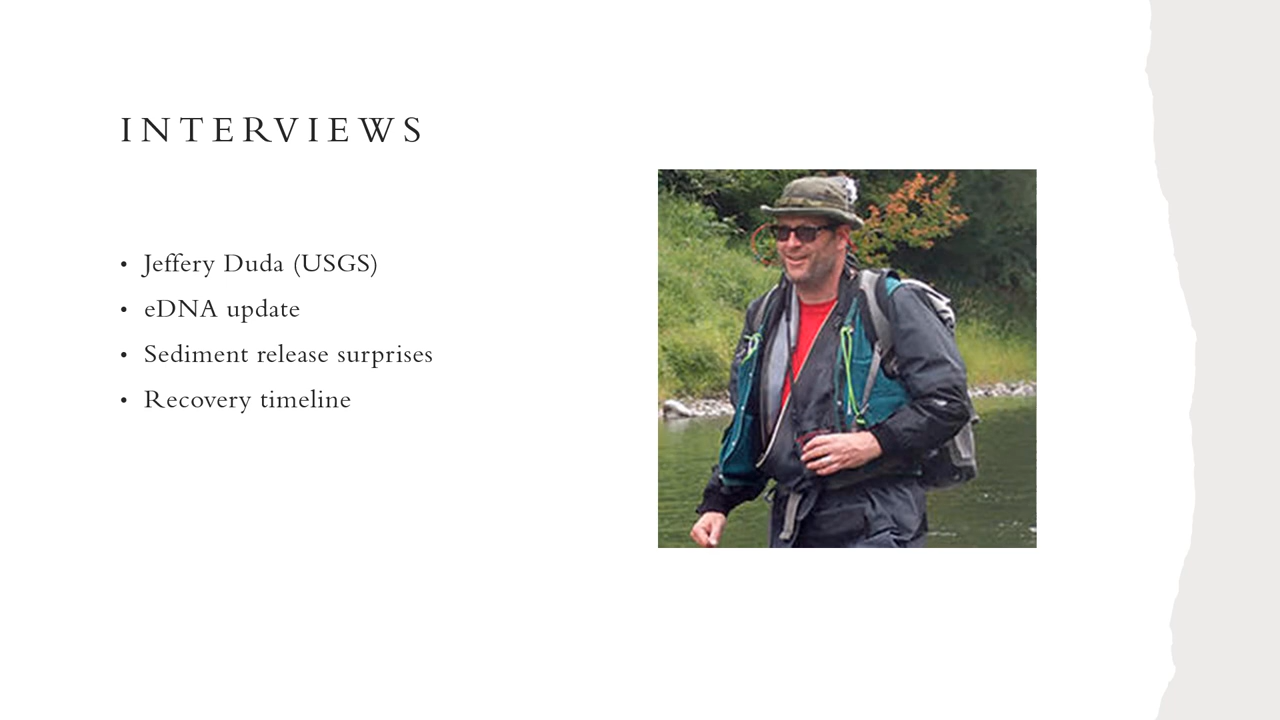 INTERVIEWS
• Jeffery Duda (USGS)
• eDNA update
• Sediment release surprises
• Recovery timeline